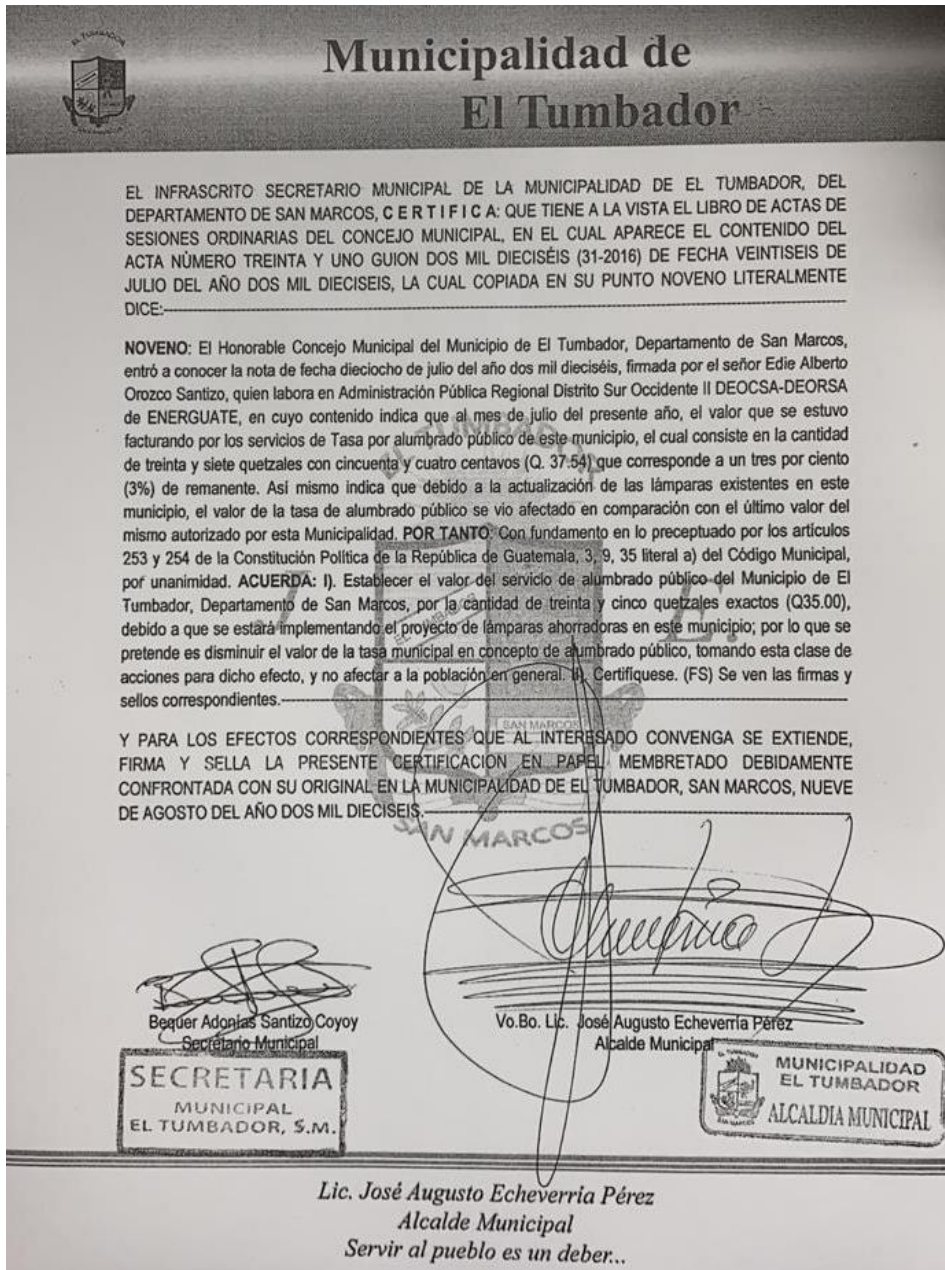 EL TUMBADOR
SAN MARCOS
Municipalidad de
El Tumbador
EL INFRASCRITO SECRETARIO MUNICIPAL DE LA MUNICIPALIDAD DE EL TUMBADOR, DEL
DEPARTAMENTO DE SAN MARCOS, C E R T I F I C A: QUE TIENE A LA VISTA EL LIBRO DE ACTAS DE
SESIONES ORDINARIAS DEL CONCEJO MUNICIPAL, EN EL CUAL APARECE EL CONTENIDO DEL
ACTA NÙMERO TREINTA Y UNO GUION DOS MIL DIECISÉIS (31-2016) DE FECHA VEINTISEIS DE
JULIO DEL AÑO DOS MIL DIECISEIS, LA CUAL COPIADA EN SU PUNTO NOVENO LITERALMENTE
DICE:
NOVENO: El Honorable Concejo Municipal del Municipio de El Tumbador, Departamento de San Marcos,
entró a conocer la nota de fecha dieciocho de julio del año dos mil dieciséis, firmada por el señor Edie Alberto
Orozco Santizo, quien labora en Administración Pública Regional Distrito Sur Occidente II DEOCSA-DEORSA
de ENERGUATE, en cuyo contenido indica que al mes de julio del presente año, el valor que se estuvo
facturando por los servicios de Tasa por alumbrado público de este municipio, el cual consiste en la cantidad
de treinta y siete quetzales con cincuenta y cuatro centavos (Q. 37.54) que corresponde a un tres por ciento
(3%) de remanente. Así mismo indica que debido a la actualización de las lámparas existentes en este
municipio, el valor de la tasa de alumbrado público se vio afectado en comparación con el último valor del
mismo autorizado por esta Municipalidad. POR TANTO: Con fundamento en lo preceptuado por los artículos
253 y 254 de la Constitución Política de la República de Guatemala, 3, 9, 35 literal a) del Código Municipal,
por unanimidad. ACUERDA: I). Establecer el valor del servicio de alumbrado público del Municipio de El
Tumbador, Departamento de San Marcos, por la cantidad de treinta y cinco quetzales exactos (Q35.00),
debido a que se estará implementando el proyecto de lámparas ahorradoras en este municipio; por lo que se
pretende es disminuir el valor de la tasa municipal en concepto de alumbrado público, tomando esta clase de
acciones para dicho efecto, y no afectar a la población en general. II). Certifíquese. (FS) Se ven las firmas y
sellos correspondientes.
EL TUMBADOR
SAN MARCOS
SAN MARCOS
Y PARA LOS EFECTOS CORRESPONDIENTES QUE AL INTERESADO CONVENGA SE EXTIENDE,
FIRMA Y SELLA LA PRESENTE CERTIFICACIÓN EN PAPEL MEMBRETADO DEBIDAMENTE
CONFRONTADA CON SU ORIGINAL EN LA MUNICIPALIDAD DE EL TUMBADOR, SAN MARCOS, NUEVE
DE AGOSTO DEL AÑO DOS MIL DIECISEIS.
Bequer Adonias Santizo Coyoy
Secretario Municipal
Vo.Bo. Lic. José Augusto Echeverría Pérez
Alcalde Municipal
SECRETARIA
MUNICIPAL
EL TUMBADOR, S.M.
MUNICIPALIDAD
EL TUMBADOR
ALCALDIA MUNICIPAL
Lic. José Augusto Echeverría Pérez
Alcalde Municipal
Servir al pueblo es un deber...